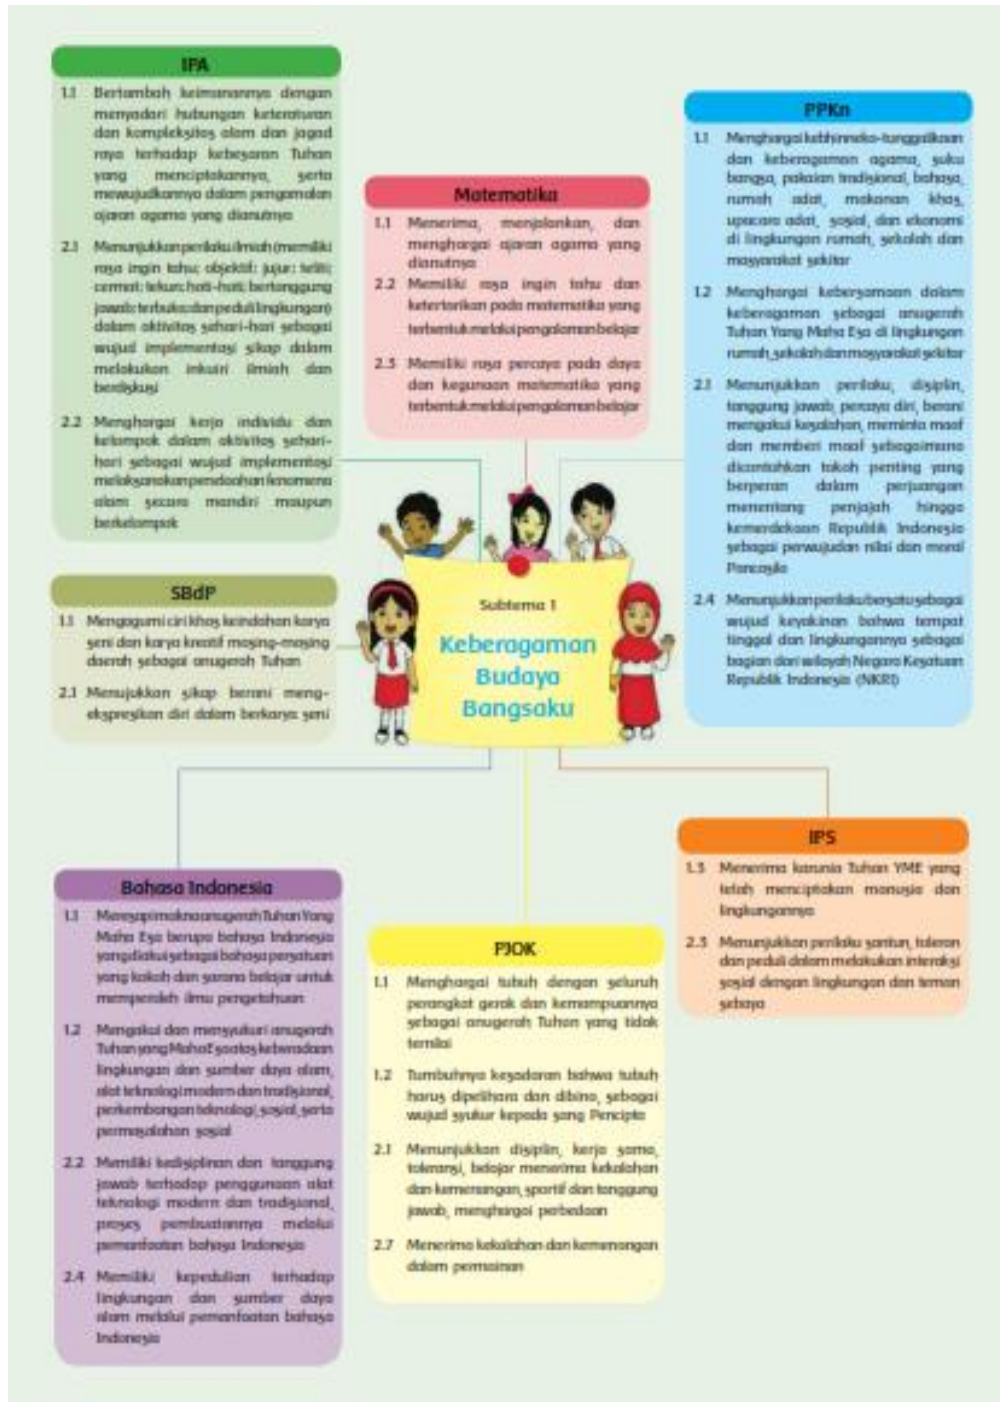 IPA
1.1 Bertambah keimanannya dengan
menyadari hubungan keteraturan
dan kompleksitas alam dan jagad
raya terhadap kebesaran Tuhan
yang menciptakannya, serta
mewujudkannya dalam pengamalan
ajaran agama yang dianutnya
2.1 Menunjukkan perilaku ilmiah (memiliki
rasa ingin tahu; objektif; jujur; teliti;
cermat; tekun; hati-hati; bertanggung
jawab; terbuka; dan peduli lingkungan)
dalam aktivitas sehari-hari sebagai
wujud implementasi sikap dalam
melakukan inkuiri ilmiah dan
berdiskusi
2.2 Menghargai kerja individu dan
kelompok dalam aktivitas sehari-
hari sebagai wujud implementasi
melaksanakan penelaahan fenomena
alam secara mandiri maupun
berkelompok
Matematika
1.1 Menerima, menjalankan, dan
menghargai ajaran agama yang
dianutnya
2.2 Memiliki rasa ingin tahu dan
ketertarikan pada matematika yang
terbentuk melalui pengalaman belajar
2.3 Memiliki rasa percaya pada daya
dan kegunaan matematika yang
terbentuk melalui pengalaman belajar
PPKn
1.1 Menghargai kebhinneka-tunggalikaan
dan keberagaman agama, suku
bangsa, pakaian tradisional, bahasa,
rumah adat, makanan khas,
upacara adat, sosial, dan ekonomi
di lingkungan rumah, sekolah dan
masyarakat sekitar
1.2 Menghargai kebersamaan dalam
keberagaman sebagai anugerah
Tuhan Yang Maha Esa di lingkungan
rumah, sekolah dan masyarakat sekitar
2.1 Menunjukkan perilaku, disiplin,
tanggung jawab, percaya diri, berani
mengakui kesalahan, meminta maaf
dan memberi maaf sebagaimana
dicontohkan tokoh penting yang
berperan dalam perjuangan
menentang penjajah hingga
kemerdekaan Republik Indonesia
sebagai perwujudan nilai dan moral
Pancasila
2.4 Menunjukkan perilaku bersatu sebagai
wujud keyakinan bahwa tempat
tinggal dan lingkungannya sebagai
bagian dari wilayah Negara Kesatuan
Republik Indonesia (NKRI)
SBdP
1.1 Mengagumi ciri khas keindahan karya
seni dan karya kreatif masing-masing
daerah sebagai anugerah Tuhan
2.1 Menujukkan sikap berani meng-
ekspresikan diri dalam berkarya seni
Subtema 1
Keberagaman
Budaya
Bangsaku
Bahasa Indonesia
1.1 Meresapi makna anugerah Tuhan Yang
Maha Esa berupa bahasa Indonesia
yang diakui sebagai bahasa persatuan
yang kokoh dan sarana belajar untuk
memperoleh ilmu pengetahuan
1.2 Mengakui dan mensyukuri anugerah
Tuhan yang Maha Esa atas keberadaan
lingkungan dan sumber daya alam,
alat teknologi modern dan tradisional,
perkembangan teknologi, sosial, serta
permasalahan sosial
2.2 Memiliki kedisiplinan dan tanggung
jawab terhadap penggunaan alat
teknologi modern dan tradisional,
proses pembuatannya melalui
pemanfaatan bahasa Indonesia
2.4 Memiliki kepedulian terhadap
lingkungan dan sumber daya
alam melalui pemanfaatan bahasa
Indonesia
PJOK
1.1 Menghargai tubuh dengan seluruh
perangkat gerak dan kemampuannya
sebagai anugerah Tuhan yang tidak
ternilai
1.2 Tumbuhnya kesadaran bahwa tubuh
harus dipelihara dan dibina, sebagai
wujud syukur kepada sang Pencipta
2.1 Menunjukkan disiplin, kerja sama,
toleransi, belajar menerima kekalahan
dan kemenangan, sportif dan tanggung
jawab, menghargai perbedaan
2.7 Menerima kekalahan dan kemenangan
dalam permainan
IPS
1.3 Menerima karunia Tuhan YME yang
telah menciptakan manusia dan
lingkungannya
2.3 Menunjukkan perilaku santun, toleran
dan peduli dalam melakukan interaksi
sosial dengan lingkungan dan teman
sebaya